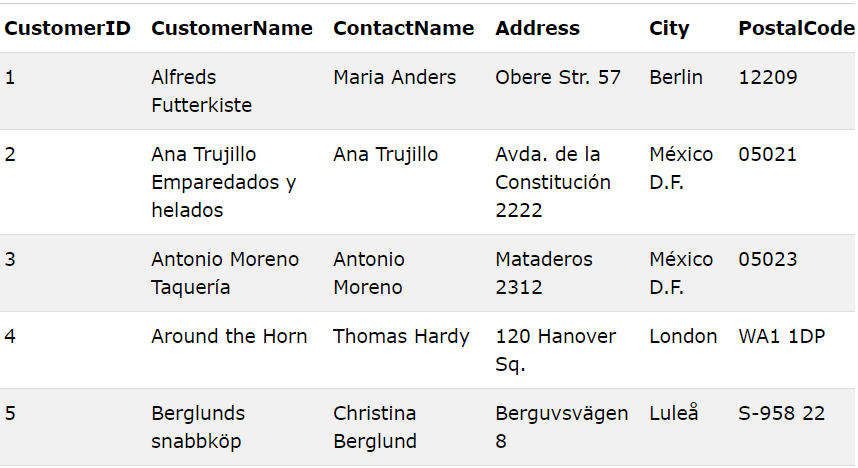 CustomerID CustomerName ContactName Address City PostalCode
1 Alfreds Maria Anders Obere Str. 57 Berlin 12209
Futterkiste
2 Ana Trujillo Ana Trujillo Avda. de la México 05021
Emparedados y Constitución D.F.
helados 2222
3 Antonio Moreno Antonio Mataderos México 05023
Taquería Moreno 2312 D.F.
4 Around the Horn Thomas Hardy 120 Hanover London WA1 1DP
Sq.
5 Berglunds Christina Berguvsvägen Luleå S-958 22
snabbköp Berglund 8